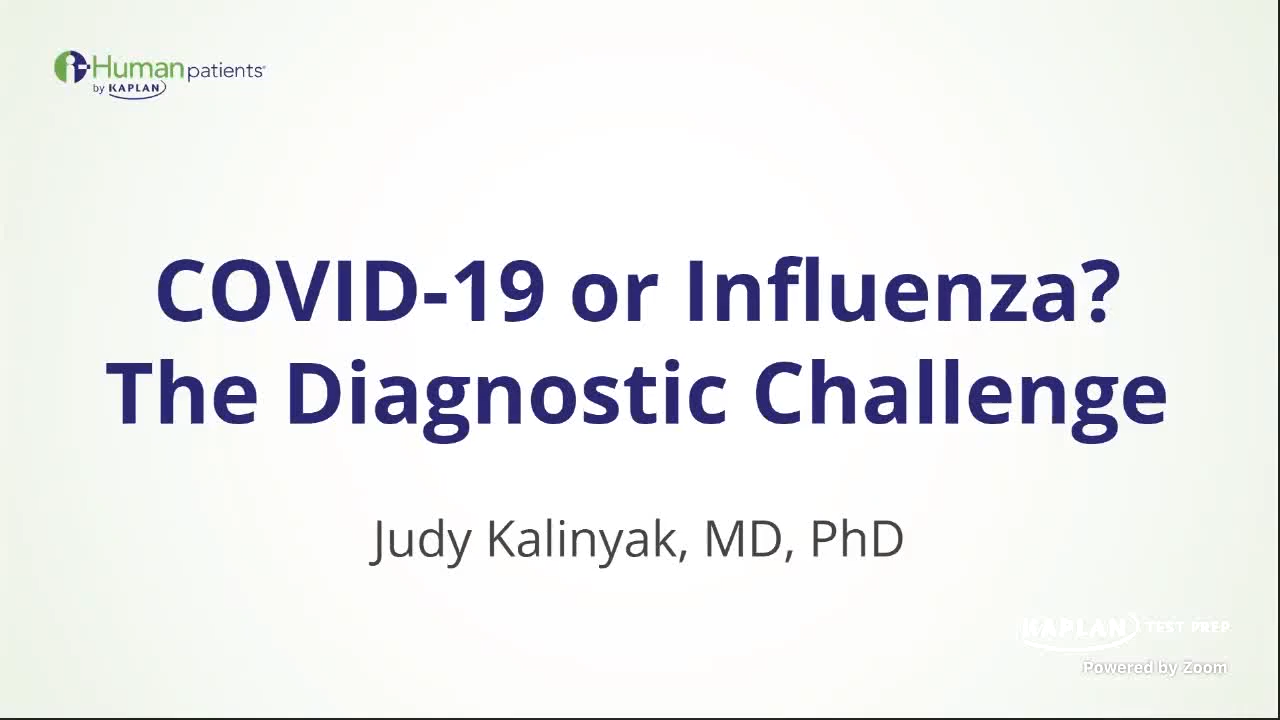 i-Human patients®
by KAPLAN
COVID-19 or Influenza?
The Diagnostic Challenge
Judy Kalinyak, MD, PhD
KAPLAN TEST PREP
Powered by Zoom